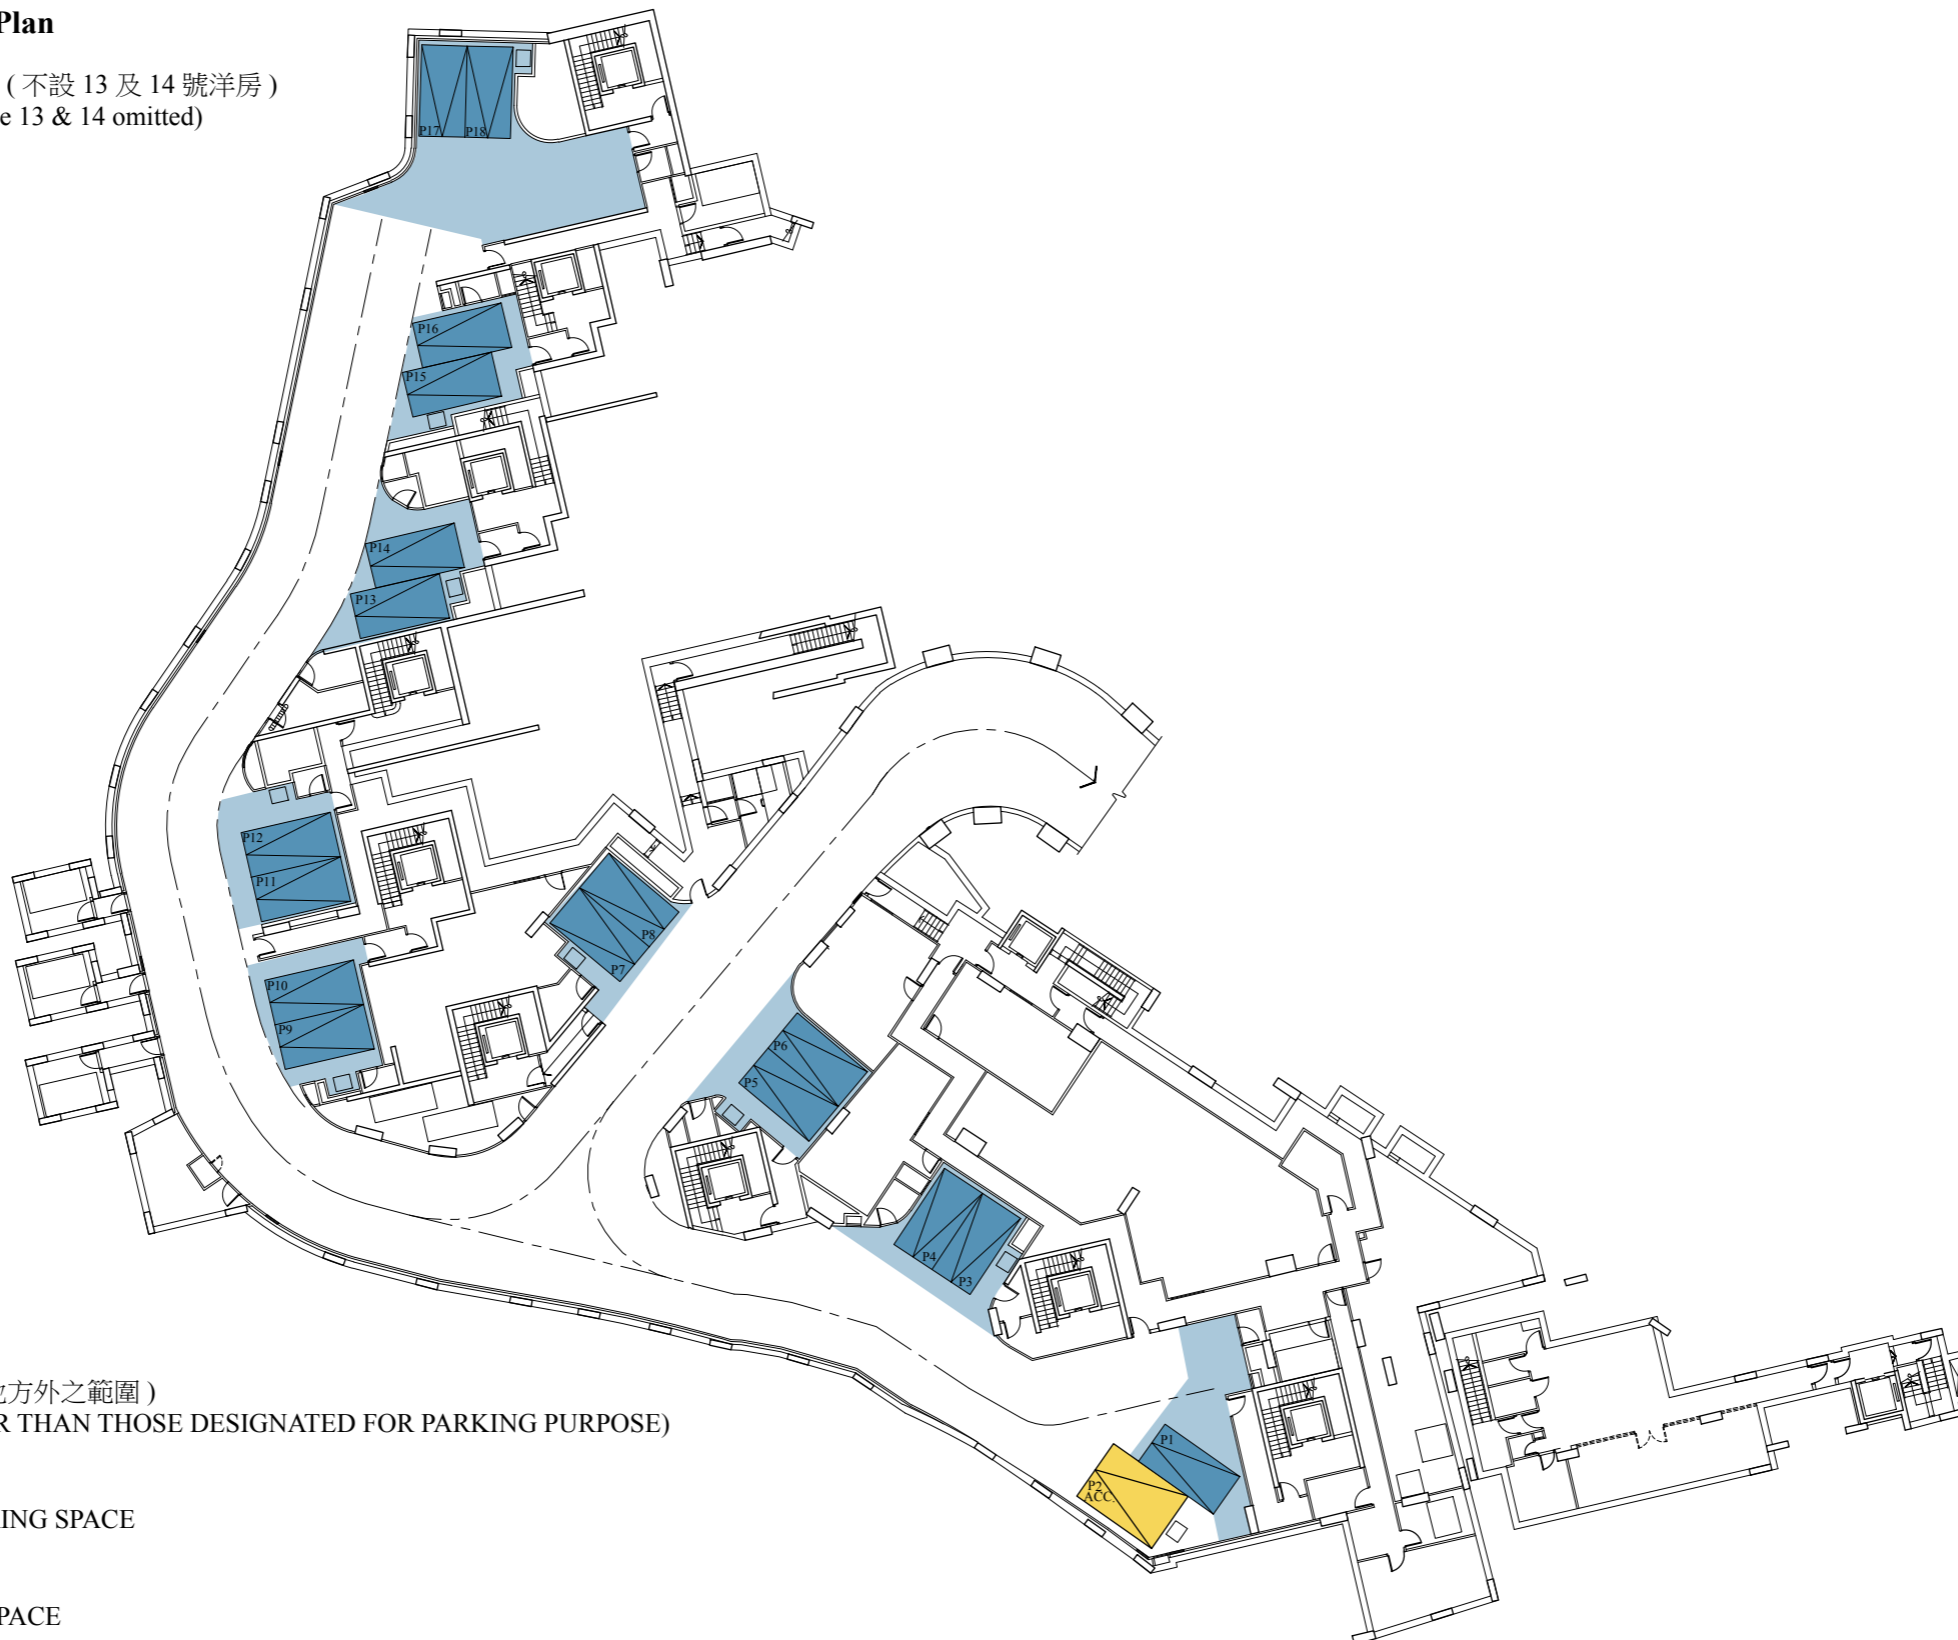 Plan
( 不設 13 及 14 號洋房 )
e 13 & 14 omitted)
P17
P18
P16
P15
P14
P13
P12
P11
P10
P9
P8
P7
P6
P5
P4
P3
P1
P2
ACC.
方外之範圍 )
R THAN THOSE DESIGNATED FOR PARKING PURPOSE)
ING SPACE
PACE